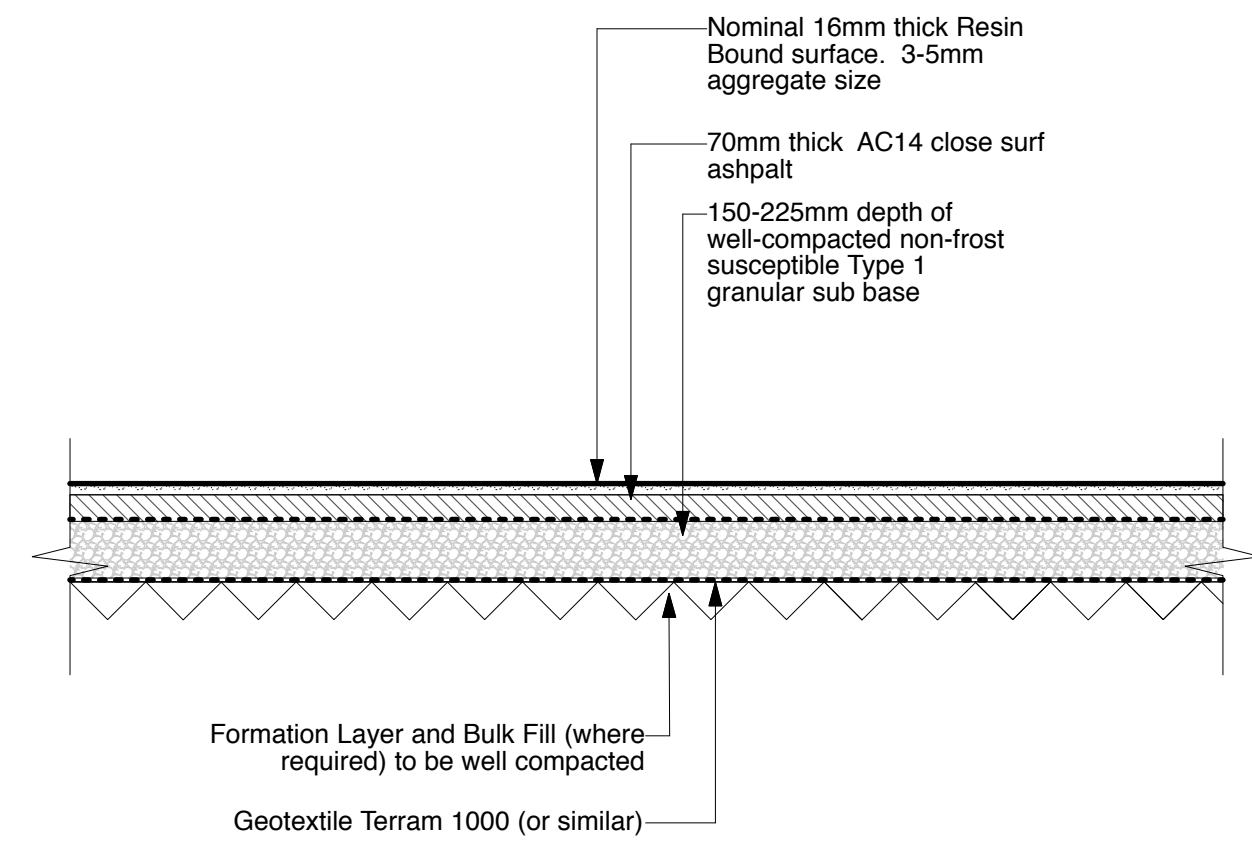 Nominal 16mm thick Resin
Bound surface.  3-5mm
aggregate size
70mm thick  AC14 close surf
ashpalt
150-225mm depth of
well-compacted non-frost
susceptible Type 1
granular sub base
Formation Layer and Bulk Fill (where
required) to be well compacted
Geotextile Terram 1000 (or similar)